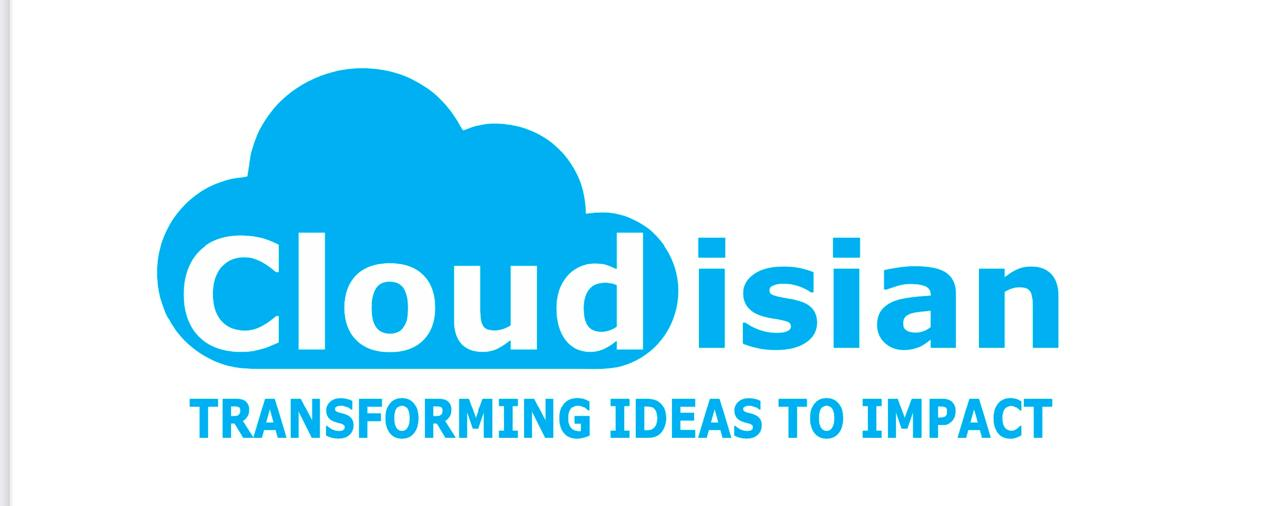 Cloudisian
TRANSFORMING IDEAS TO IMPACT